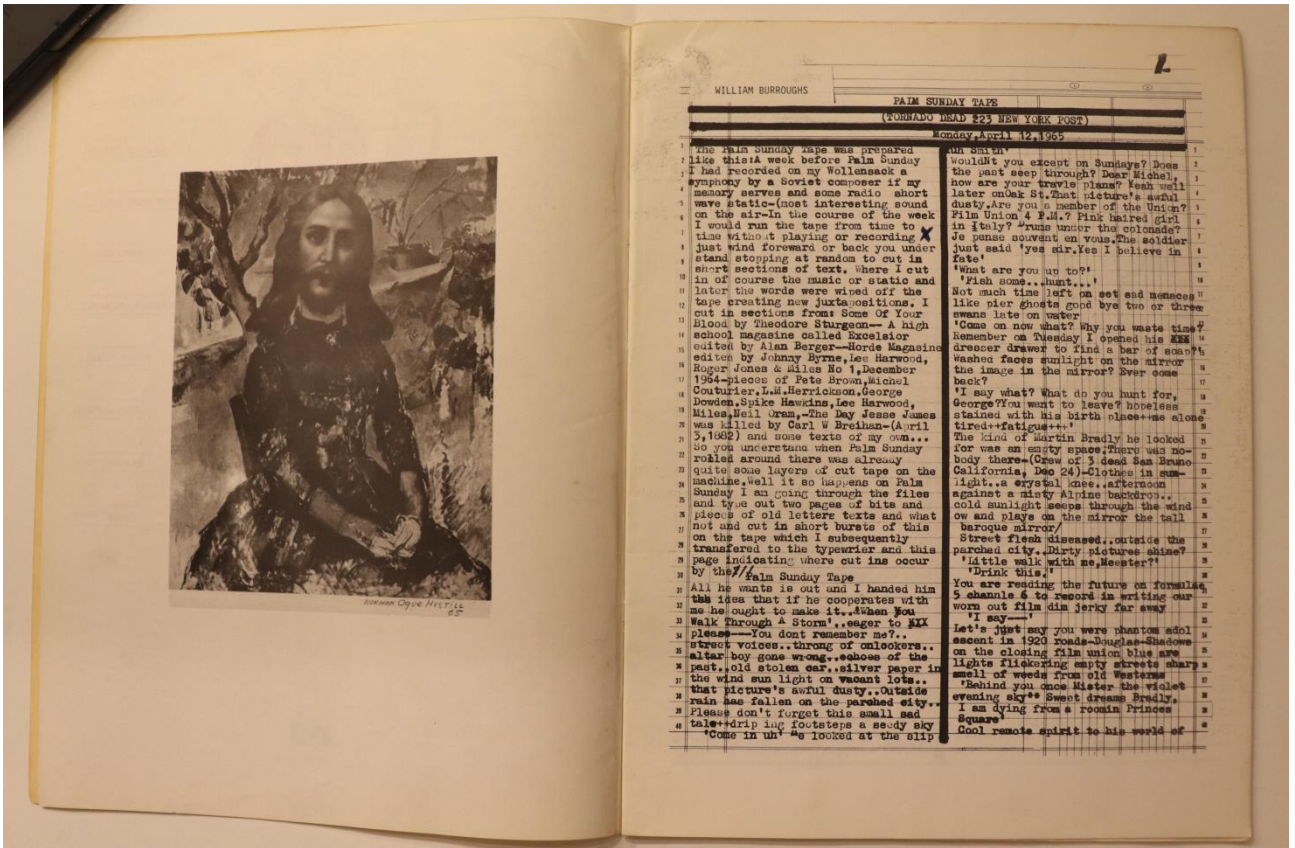 NORMAN Ogue MUSTILL
65
1
WILLIAM BURROUGHS
PALM SUNDAY TAPE
(TORNADO DEAD 223 NEW YORK POST)
Monday,April 12,1965
The Palm Sunday Tape was prepared
like this:A week before Palm Sunday
I had recorded on my Wollensack a
symphony by a Soviet composer if my
memory serves and some radio short
wave static-(most interesting sound
on the air-In the course of the week
I would run the tape from time to
time without playing or recording X
just wind foreward or back you under
stand stopping at random to cut in
short sections of text. Where I cut
in of course the music or static and
later the words were wiped off the
tape creating new juxtapositions. I
cut in sections from: Some Of Your
Blood by Theodore Sturgeon-- A high
school magasine called Excelsior
edited by Alan Berger--Horde Magasine
edited by Johnny Byrne,Lee Harwood,
Roger Jones & Miles No 1,December
1964-pieces of Pete Brown,Michel
Couturier.L.M.Herrickson,George
Dowden,Spike Hawkins,Lee Harwood,
Miles,Neil Oram,-The Day Jesse James
was killed by Carl W Breihan-(April
3,1882) and some texts of my own...
So you understand when Palm Sunday
rolled around there was already
quite some layers of cut tape on the
machine.Well it so happens on Palm
Sunday I am going through the files
and type out two pages of bits and
pieces of old letters texts and what
not and cut in short bursts of this
on the tape which I subsequently
transfered to the typewriter and this
page indicating where cut ins occur
by the ///
Palm Sunday Tape
All he wants is out and I handed him
the idea that if he cooperates with
me he ought to make it..'When You
Walk Through A Storm'..eager to XXX
please---You dont remember me?..
street voices..throng of onlookers..
altar boy gone wrong..echoes of the
past..old stolen car..silver paper in
the wind sun light on vacant lots..
that picture's awful dusty..Outside
rain has fallen on the parched city..
Please don't forget this small sad
tale++drip ing footsteps a seedy sky
'Come in uh' He looked at the slip
'uh Smith'
WouldNt you except on Sundays? Does
the past seep through? Dear Michel,
how are your travle plans? Yeah well
later onOak St.That picture's awful
dusty.Are you a member of the Union?
Film Union 4 P.M.? Pink haired girl
in Italy? Drums under the colonade?
Je pense souvent en vous.The soldier
just said 'yes sir.Yes I believe in
fate'
'What are you up to?'
'Fish some...hunt...'
Not much time left on set sad menaces
like pier ghosts good bye two or three
swans late on water
'Come on now what? Why you waste time?
Remember on Tuesday I opened his XXX
dresser drawer to find a bar of soap?'
Washed faces sunlight on the mirror
the image in the mirror? Ever come
back?
'I say what? What do you hunt for,
George?You want to leave? hopeless
stained with his birth place++me alone
tired++fatigue+++'
The kind of Martin Bradly he looked
for was an empty space.There was no-
body there-(Crew of 3 dead San Bruno
California, Dec 24)-Clothes in sun-
light..a crystal knee..afternoon
against a misty Alpine backdrop..
cold sunlight seeps through the wind
ow and plays on the mirror the tall
baroque mirror/
Street flesh diseased..outside the
parched city..Dirty pictures shine?
'Little walk with me,Meester?'
'Drink this.'
You are reading the future on formulae
5 channle 6 to record in writing our
worn out film dim jerky far away
'I say---'
Let's just say you were phantom adol
escent in 1920 roads-Douglas-Shadows
on the closing film union blue are
lights flickering empty streets sharp
smell of weeds from old Westerns
'Behind you once Mister the violet
evening sky** Sweet dreams Bradly,
I am dying from a roomin Princes
Square'
Cool remote spirit to his world of